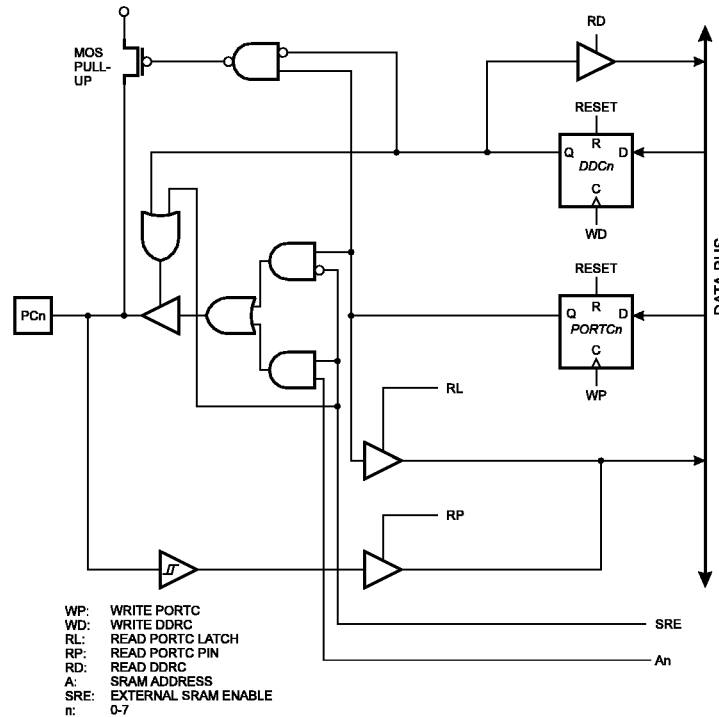 RD
MOS
PULL-
UP
RESET
R
Q
D
DDCn
C
WD
DATA BUS
RESET
PCn
R
Q
D
PORTCn
C
WP
RL
RP
WP: WRITE PORTC
WD: WRITE DDRC
RL: READ PORTC LATCH
RP: READ PORTC PIN
RD: READ DDRC
A: SRAM ADDRESS
SRE: EXTERNAL SRAM ENABLE
n: 0-7
SRE
An